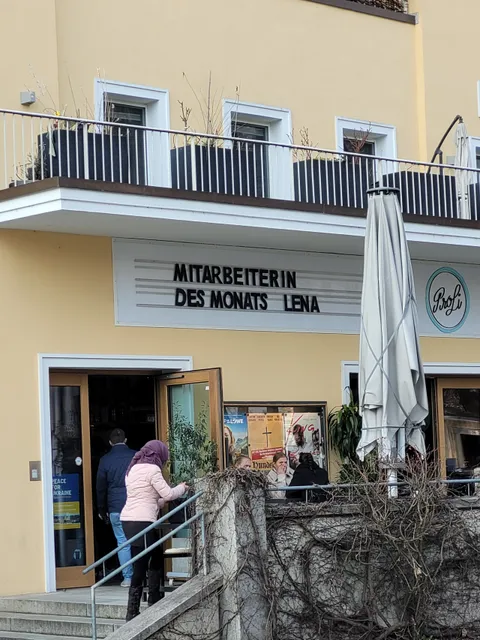 MITARBEITERIN
DES MONATS LENA
Profi
PEACE
FOR
UKRAINE